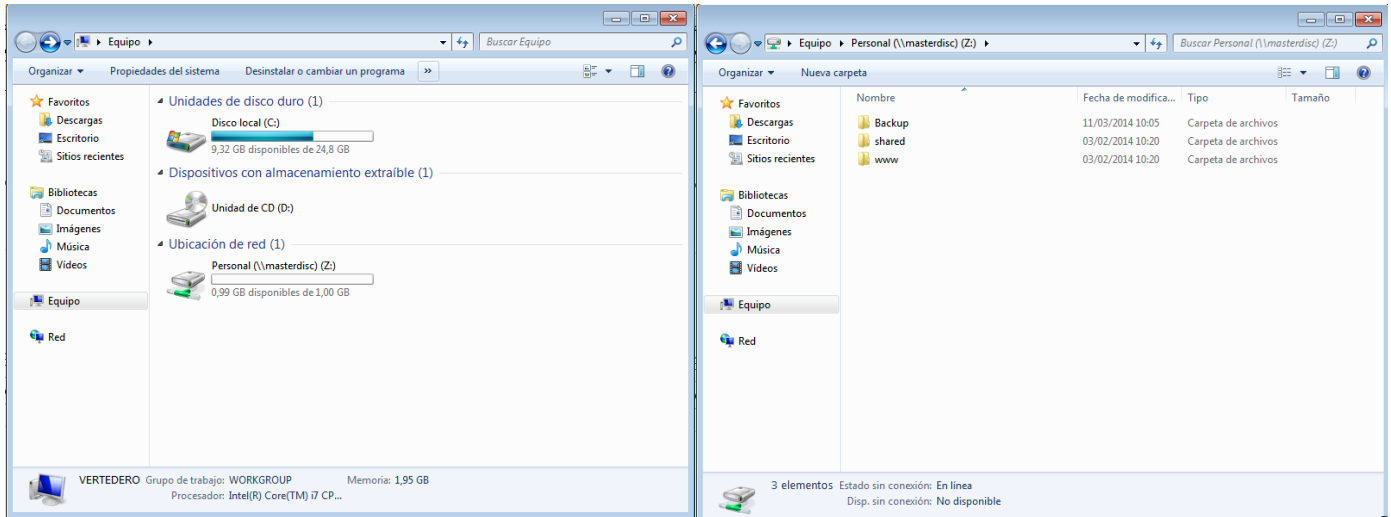 Equipo
Buscar Equipo
Organizar
Propiedades del sistema
Desinstalar o cambiar un programa
»
Favoritos
Descargas
Escritorio
Sitios recientes
Bibliotecas
Documentos
Imágenes
Música
Vídeos
Equipo
Red
Unidades de disco duro (1)
Disco local (C:)
9,32 GB disponibles de 24,8 GB
Dispositivos con almacenamiento extraíble (1)
Unidad de CD (D:)
Ubicación de red (1)
Personal (\\masterdisc) (Z:)
0,99 GB disponibles de 1,00 GB
VERTEDERO Grupo de trabajo: WORKGROUP Memoria: 1,95 GB
Procesador: Intel(R) Core(TM) i7 CP...
Equipo Personal (\\masterdisc) (Z:)
Buscar Personal (\\masterdisc) (Z:)
Organizar
Nueva carpeta
Favoritos
Descargas
Escritorio
Sitios recientes
Bibliotecas
Documentos
Imágenes
Música
Vídeos
Equipo
Red
Nombre Fecha de modifica... Tipo Tamaño
Backup 11/03/2014 10:05 Carpeta de archivos
shared 03/02/2014 10:20 Carpeta de archivos
www 03/02/2014 10:20 Carpeta de archivos
3 elementos Estado sin conexión: En línea
Disp. sin conexión: No disponible